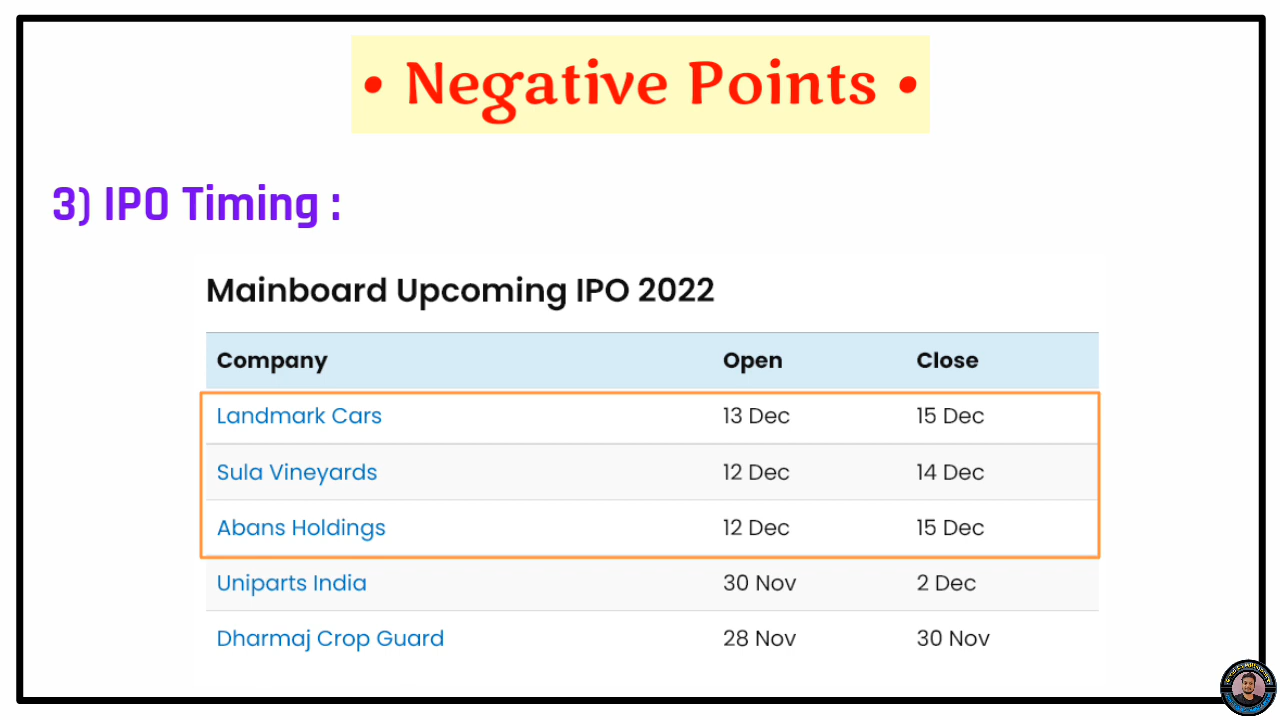 • Negative Points •
3) IPO Timing :
Mainboard Upcoming IPO 2022
Company Open Close
Landmark Cars 13 Dec 15 Dec
Sula Vineyards 12 Dec 14 Dec
Abans Holdings 12 Dec 15 Dec
Uniparts India 30 Nov 2 Dec
Dharmaj Crop Guard 28 Nov 30 Nov